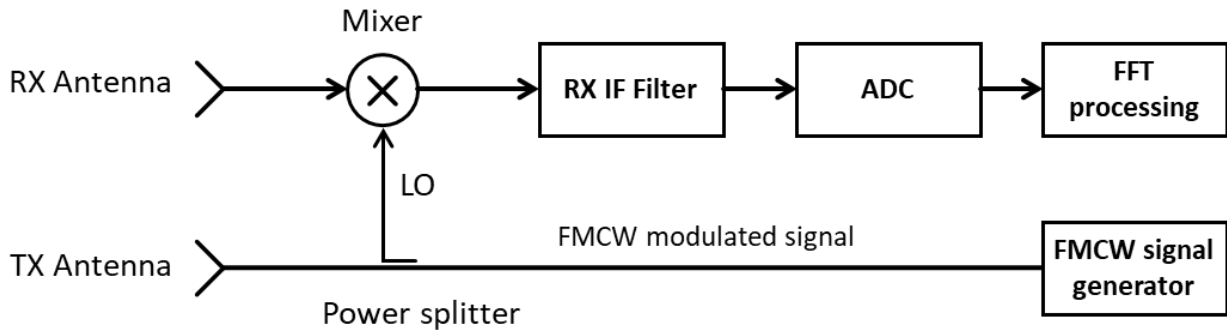 Mixer
RX Antenna
RX IF Filter
ADC
FFT
processing
LO
FMCW modulated signal
TX Antenna
FMCW signal
generator
Power splitter